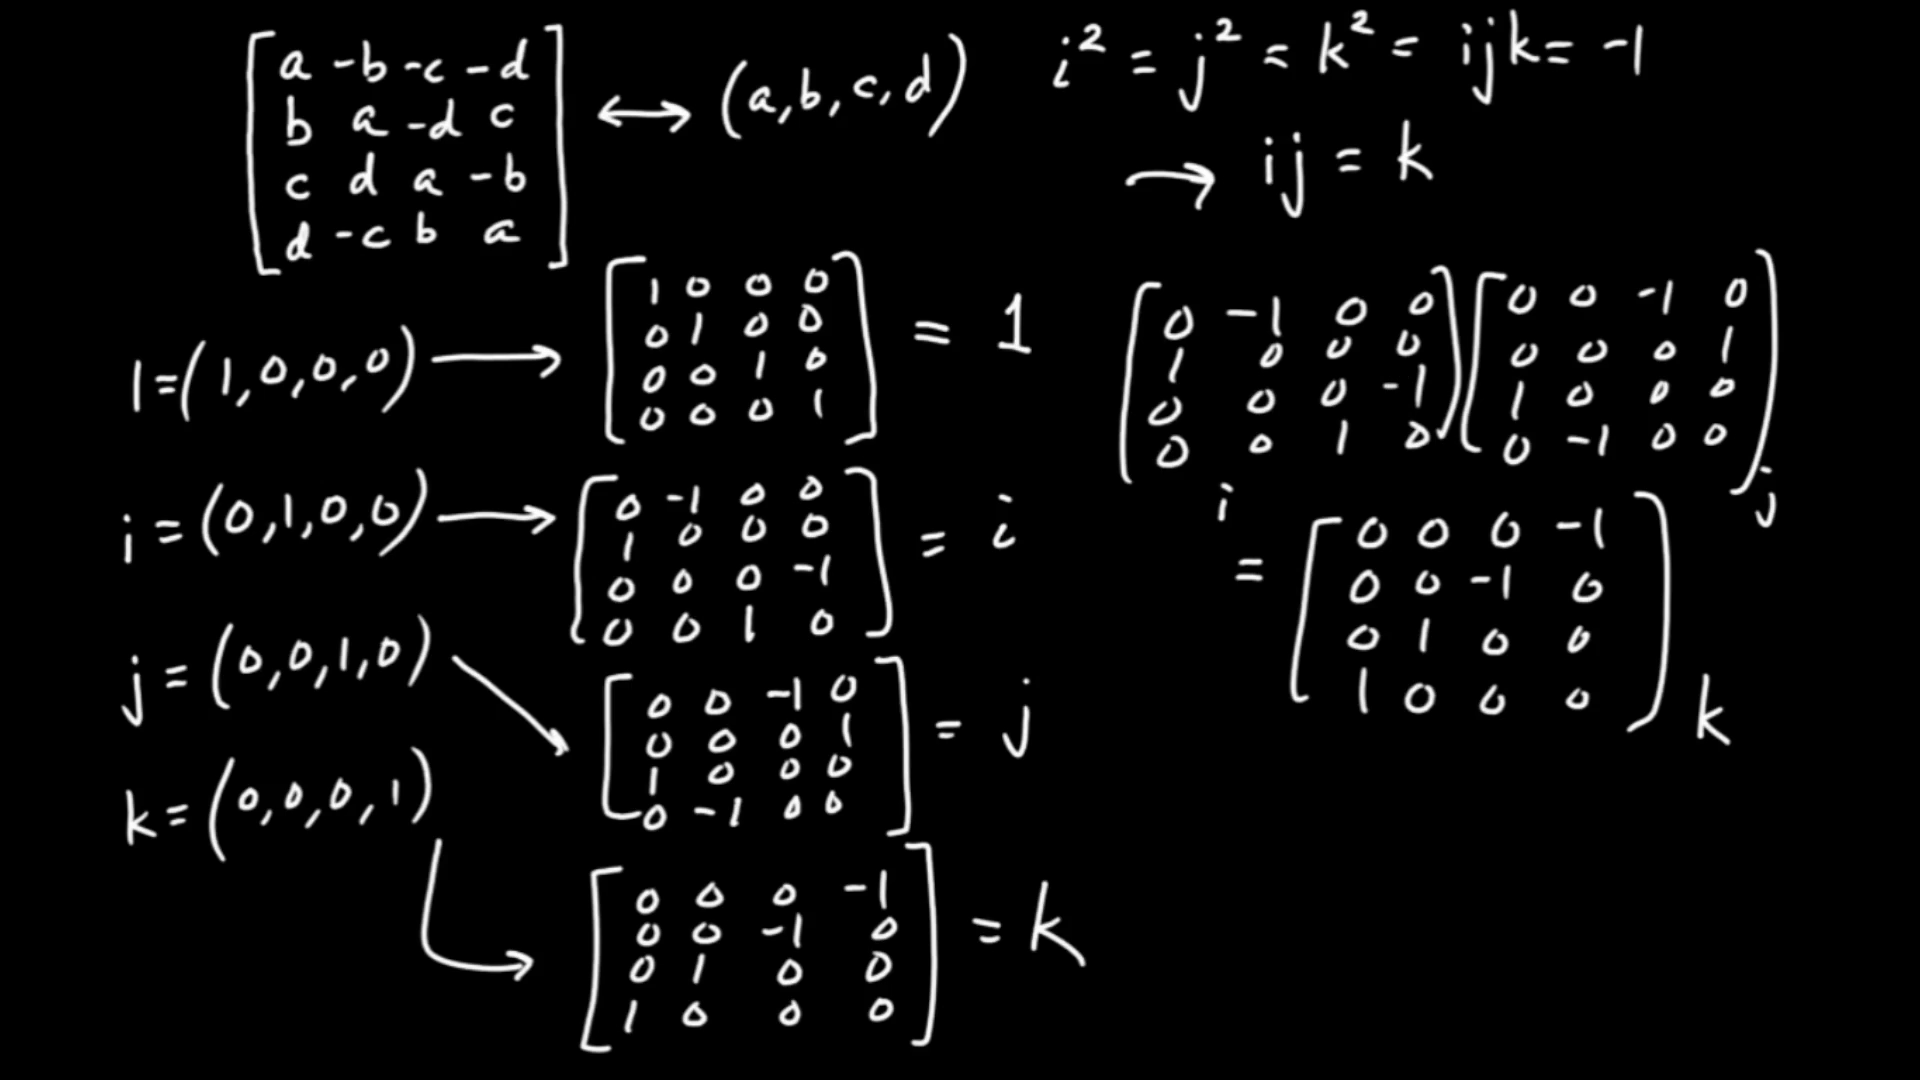 a -b -c -d
b a -d c
c d a -b
d -c b a
↔ (a,b,c,d)
i² = j² = k² = ijk = -1
→ ij = k
1=(1,0,0,0) →
1 0 0 0
0 1 0 0
0 0 1 0
0 0 0 1
= 1
i = (0,1,0,0) →
0 -1 0 0
1 0 0 0
0 0 0 -1
0 0 1 0
= i
j = (0,0,1,0)
0 0 -1 0
0 0 0 1
1 0 0 0
0 -1 0 0
= j
k = (0,0,0,1)
0 0 0 -1
0 0 -1 0
0 1 0 0
1 0 0 0
= k
0 -1 0 0
1 0 0 0
0 0 0 -1
0 0 1 0
i
0 0 -1 0
0 0 0 1
1 0 0 0
0 -1 0 0
j
=
0 0 0 -1
0 0 -1 0
0 1 0 0
1 0 0 0
k